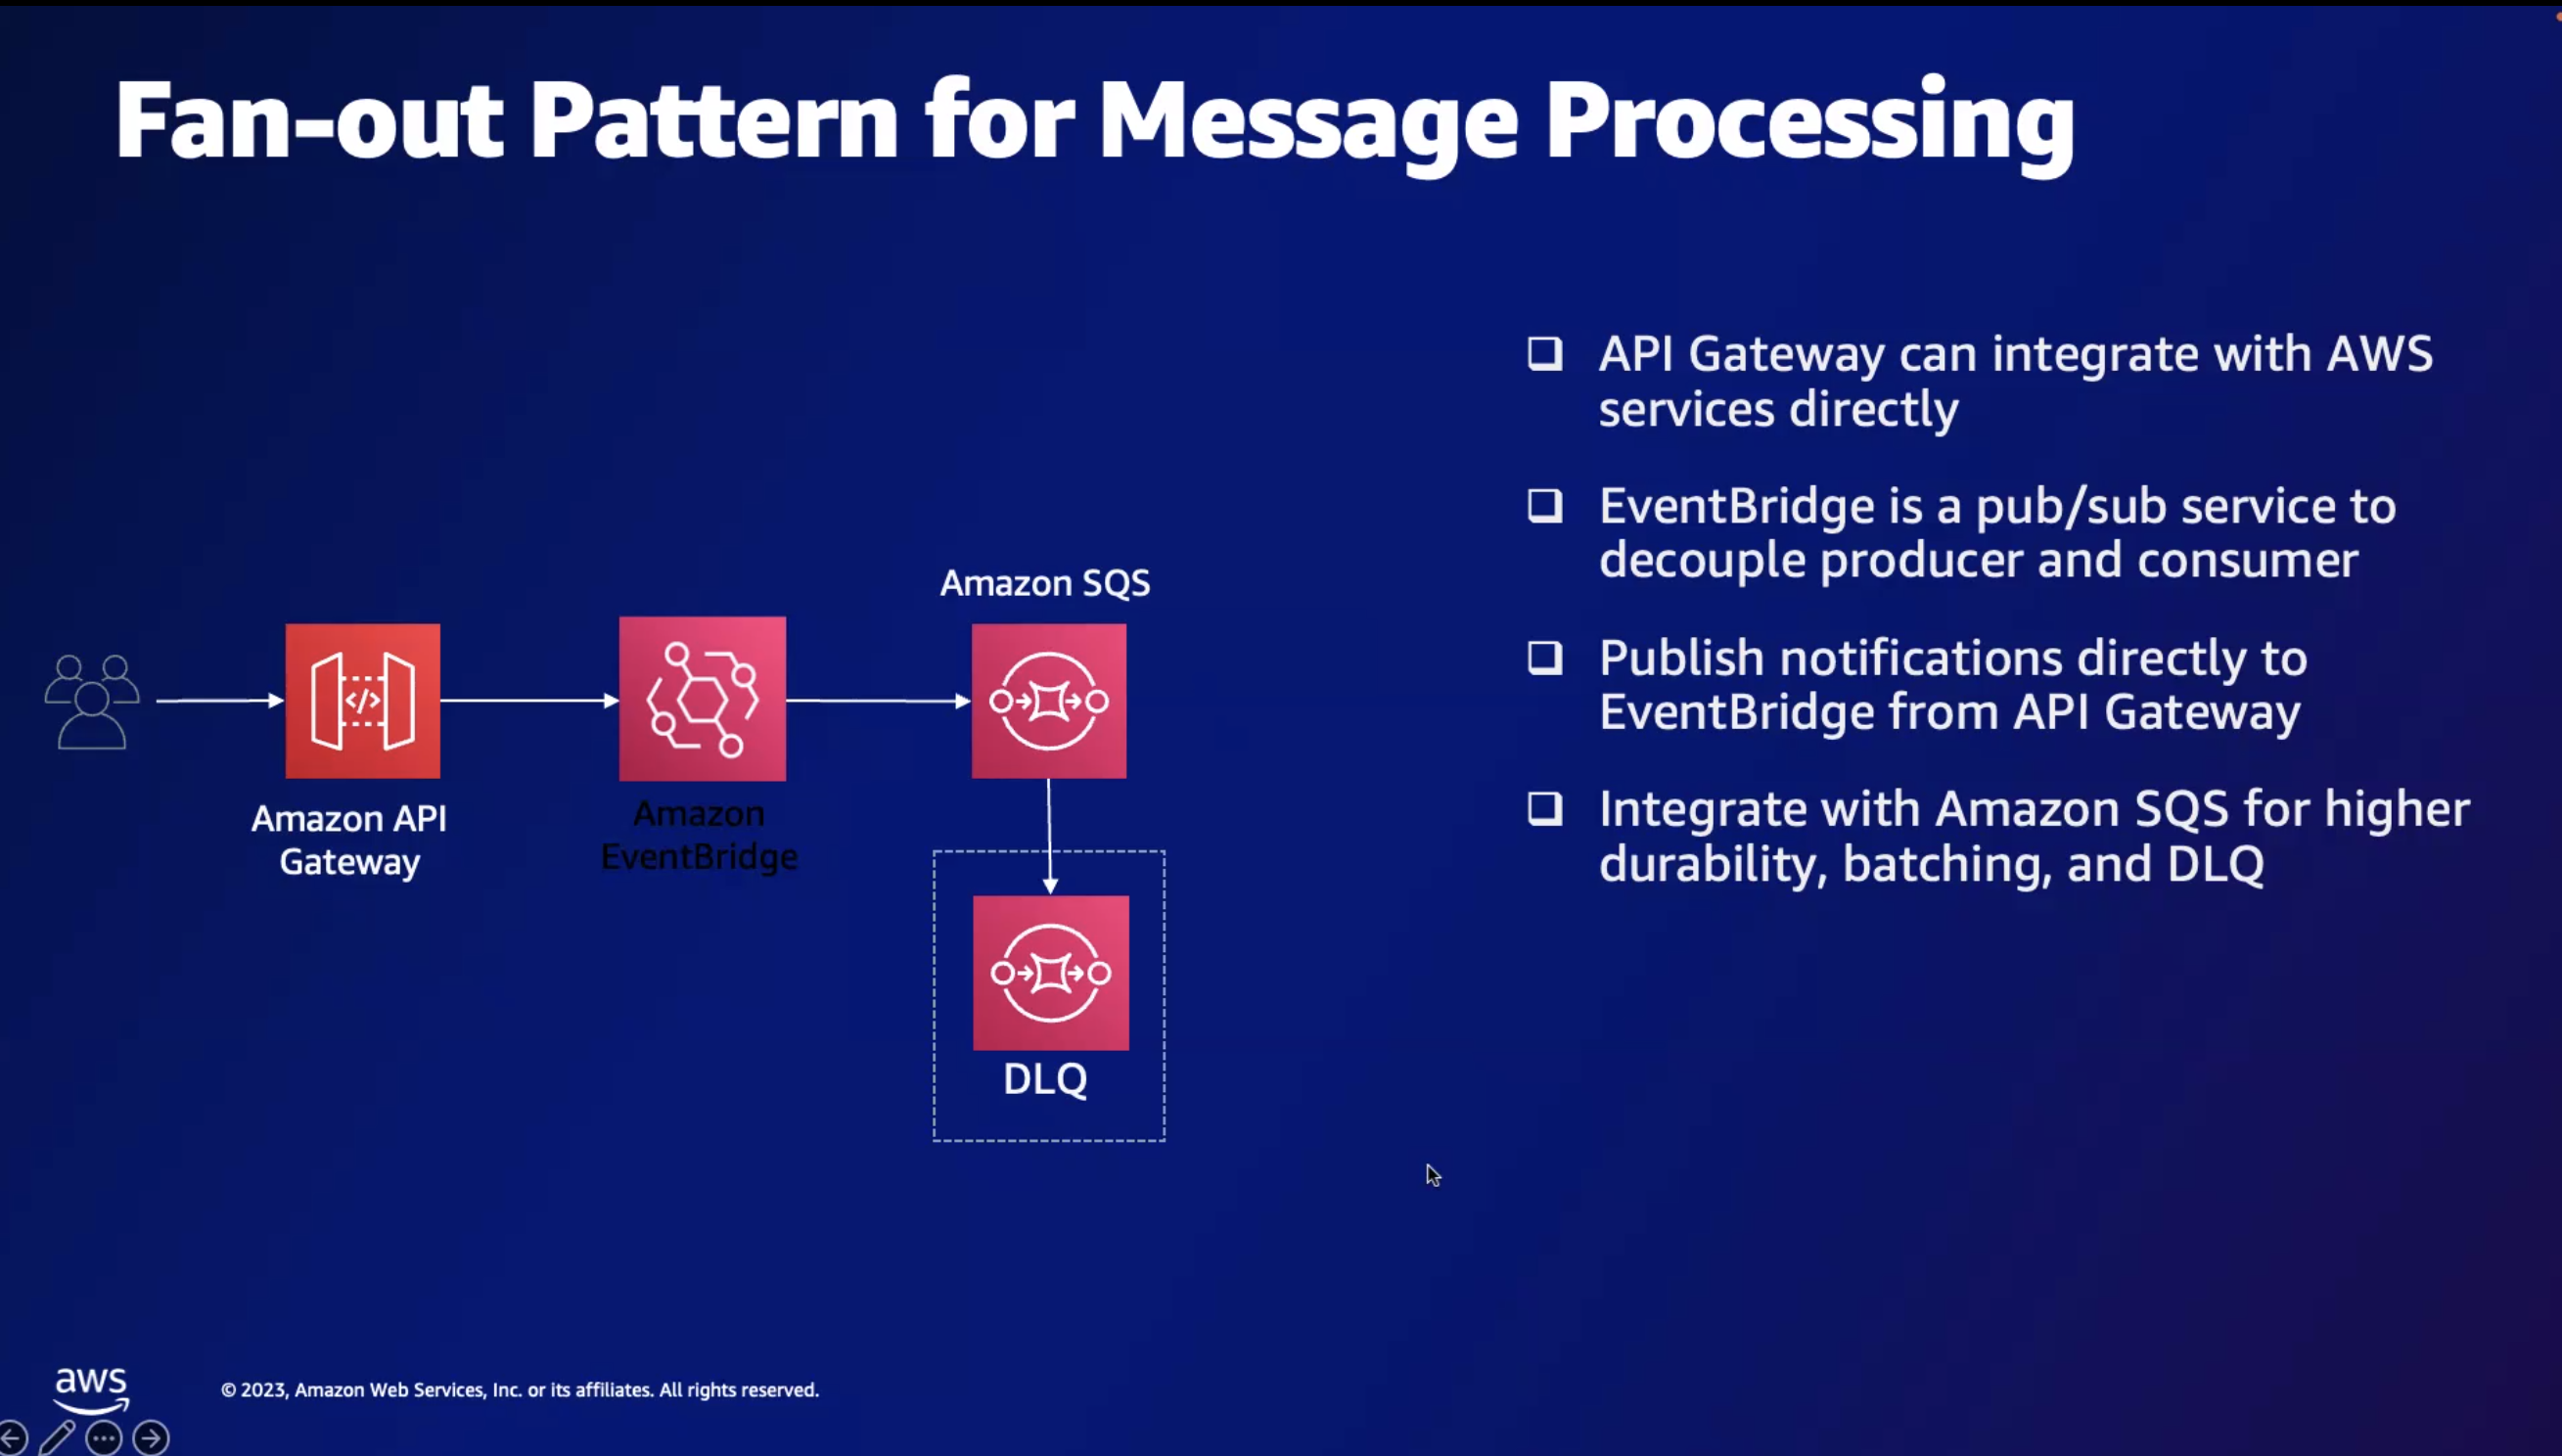 Fan-out Pattern for Message Processing
API Gateway can integrate with AWS
services directly
EventBridge is a pub/sub service to
decouple producer and consumer
Publish notifications directly to
EventBridge from API Gateway
Integrate with Amazon SQS for higher
durability, batching, and DLQ
Amazon SQS
</>
Amazon API
Gateway
Amazon
EventBridge
DLQ
aws
© 2023, Amazon Web Services, Inc. or its affiliates. All rights reserved.